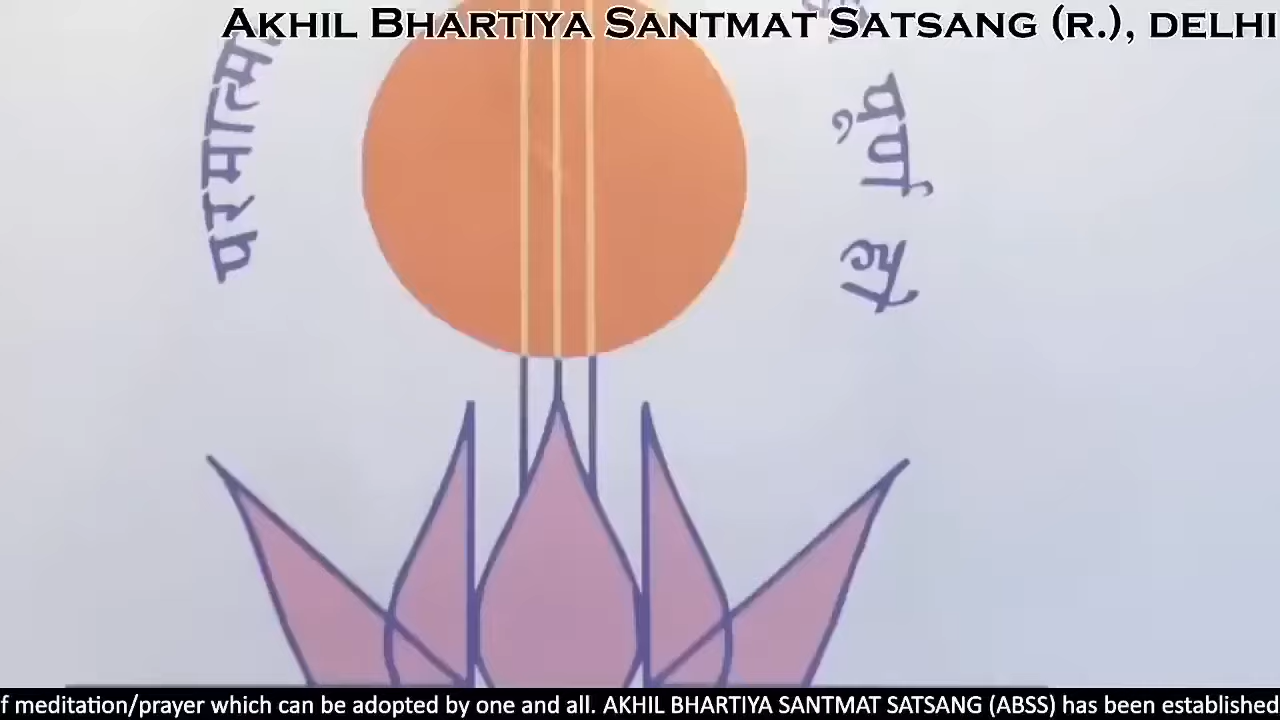 AKHIL BHARTIYA SANTMAT SATSANG (R.), DELHI
परमात्म
पूर्ण हो
f meditation/prayer which can be adopted by one and all. AKHIL BHARTIYA SANTMAT SATSANG (ABSS) has been established